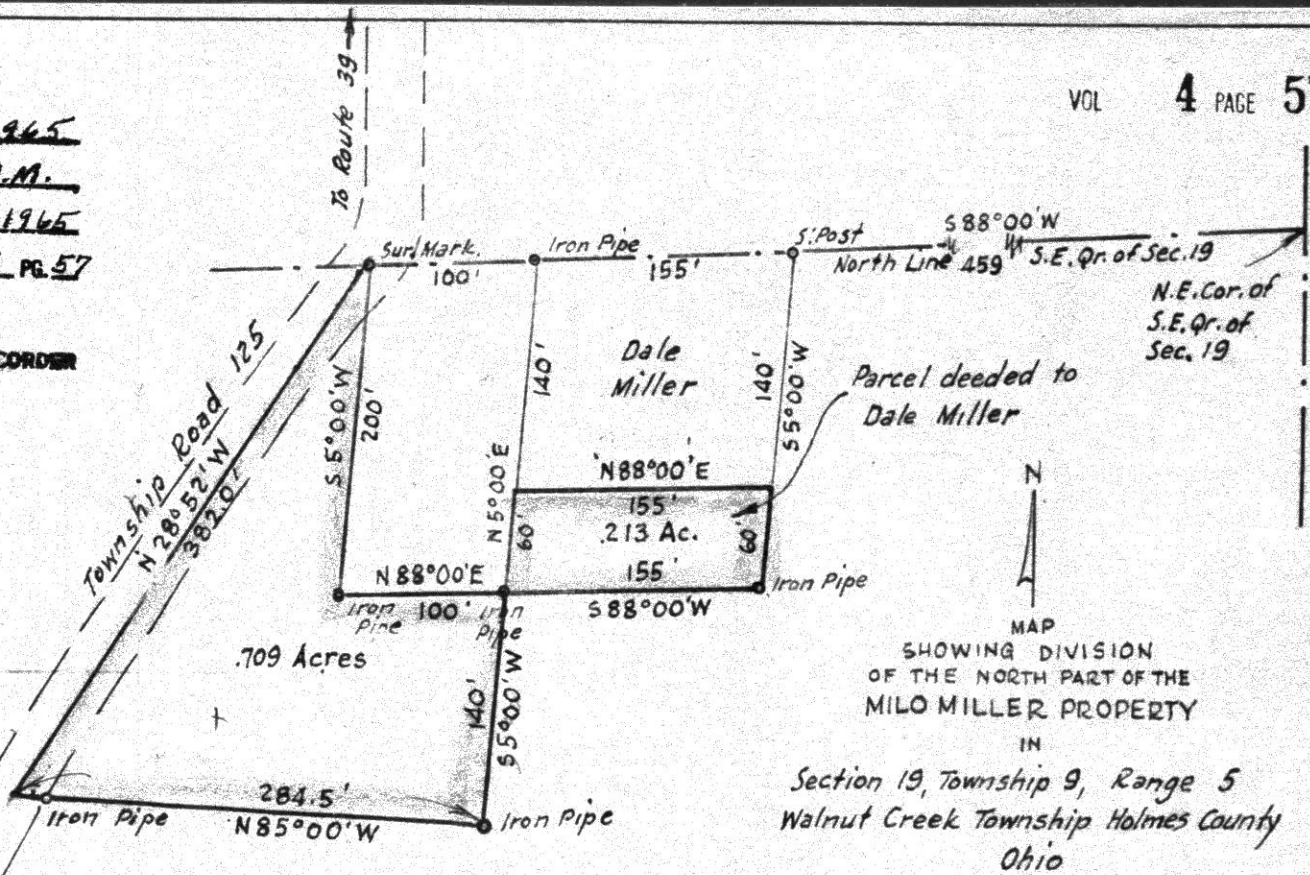 VOL 4 PAGE 5
965
.M.
1965
PG. 57
CORDER
To Route 39
Sur. Mark.
100'
Iron Pipe
155'
S. Post
S 88°00' W
North Line 459 S.E. Qr. of Sec. 19
N.E. Cor. of
S.E. Qr. of
Sec. 19
Township Road 125
N 28°52' W
382.0'
S 5°00' W
200'
140'
Dale
Miller
140'
S 5°00' W
Parcel deeded to
Dale Miller
N 5°00' E
60'
N 88°00' E
155'
.213 Ac.
60'
155'
S 88°00' W
Iron Pipe
N 88°00' E
100'
Iron
Pipe
Iron
Pipe
.709 Acres
140'
S 5°00' W
284.5'
N 85°00' W
Iron Pipe
Iron Pipe
N
MAP
SHOWING DIVISION
OF THE NORTH PART OF THE
MILO MILLER PROPERTY
IN
Section 19, Township 9, Range 5
Walnut Creek Township Holmes County
Ohio